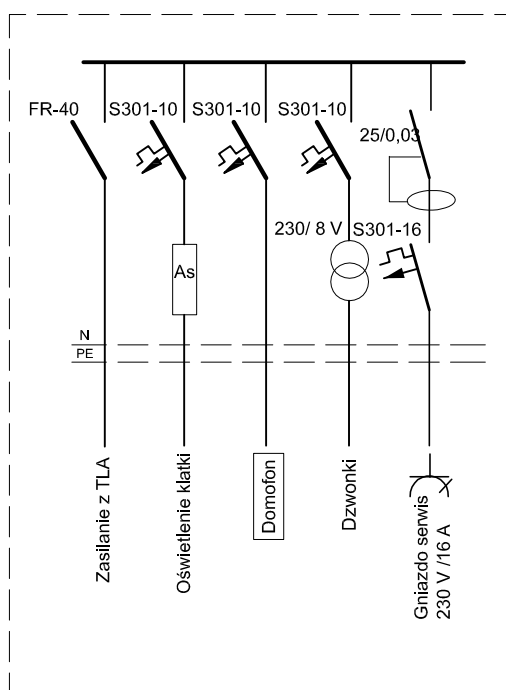 FR-40
S301-10
S301-10
S301-10
25/0,03
230/ 8 V
S301-16
As
N
PE
Zasilanie z TLA
Oświetlenie klatki
Domofon
Dzwonki
Gniazdo serwis
230 V /16 A